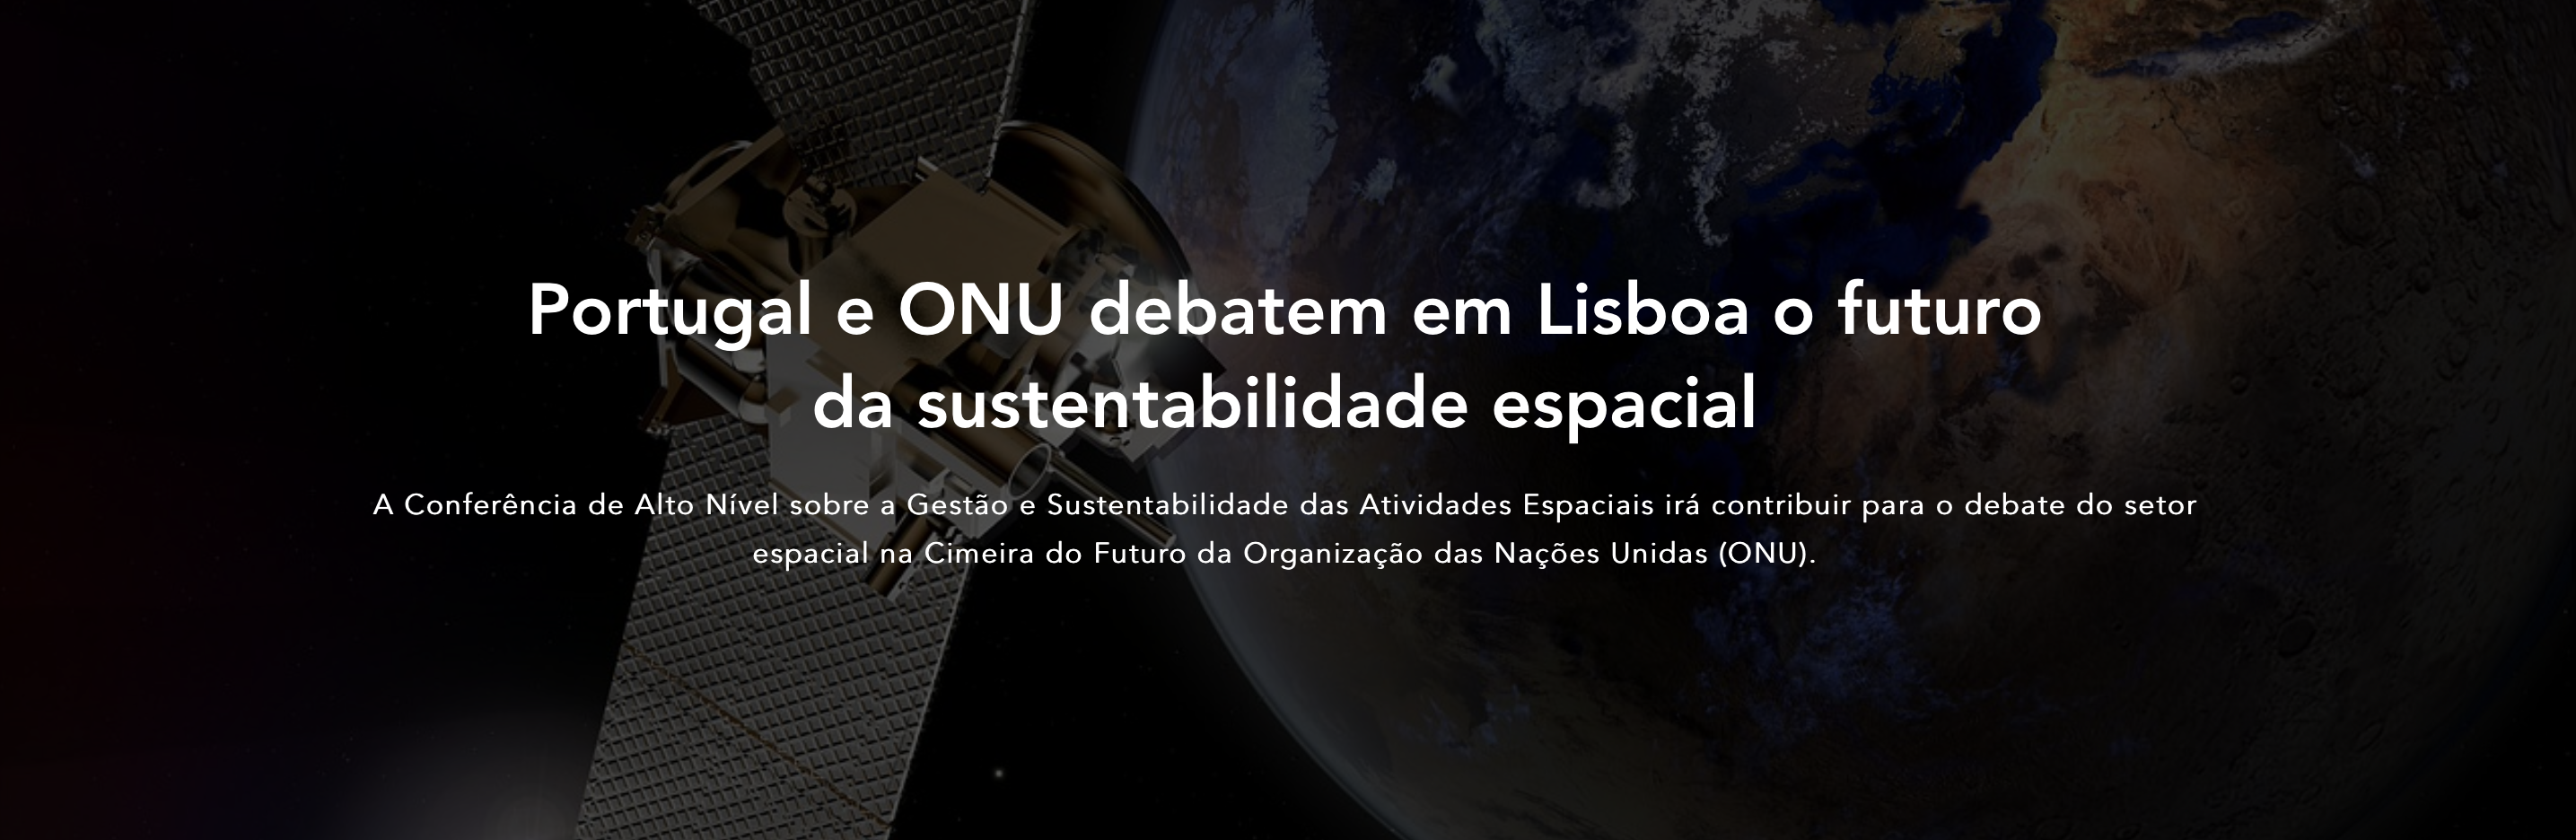 Portugal e ONU debatem em Lisboa o futuro
da sustentabilidade espacial
A Conferência de Alto Nível sobre a Gestão e Sustentabilidade das Atividades Espaciais irá contribuir para o debate do setor
espacial na Cimeira do Futuro da Organização das Nações Unidas (ONU).